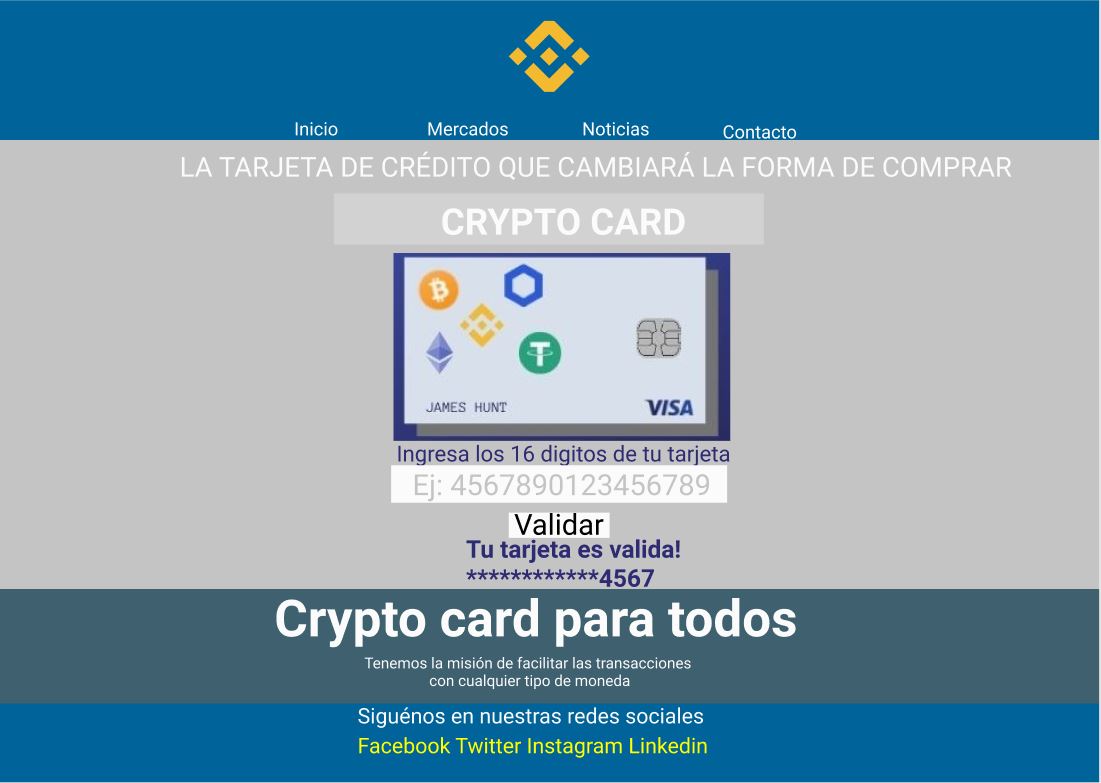 Inicio Mercados Noticias Contacto
LA TARJETA DE CRÉDITO QUE CAMBIARÁ LA FORMA DE COMPRAR
CRYPTO CARD
JAMES HUNT VISA
Ingresa los 16 digitos de tu tarjeta
Ej: 4567890123456789
Validar
Tu tarjeta es valida!
************4567
Crypto card para todos
Tenemos la misión de facilitar las transacciones
con cualquier tipo de moneda
Siguénos en nuestras redes sociales
Facebook Twitter Instagram Linkedin